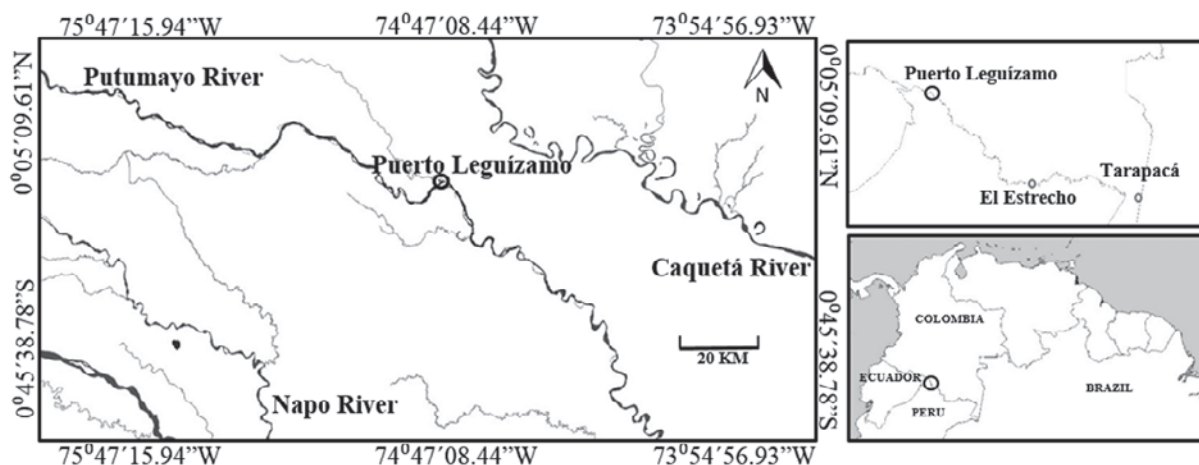 75⁰47´15.94”W
74⁰47´08.44”W
73⁰54´56.93”W
0⁰05´09.61”N
0⁰45´38.78”S
Putumayo River
Puerto Leguízamo
N
Caquetá River
20 KM
Napo River
0⁰05´09.61”N
0⁰45´38.78”S
75⁰47´15.94”W
74⁰47´08.44”W
73⁰54´56.93”W
Puerto Leguízamo
El Estrecho
Tarapacá
COLOMBIA
ECUADOR
PERU
BRAZIL